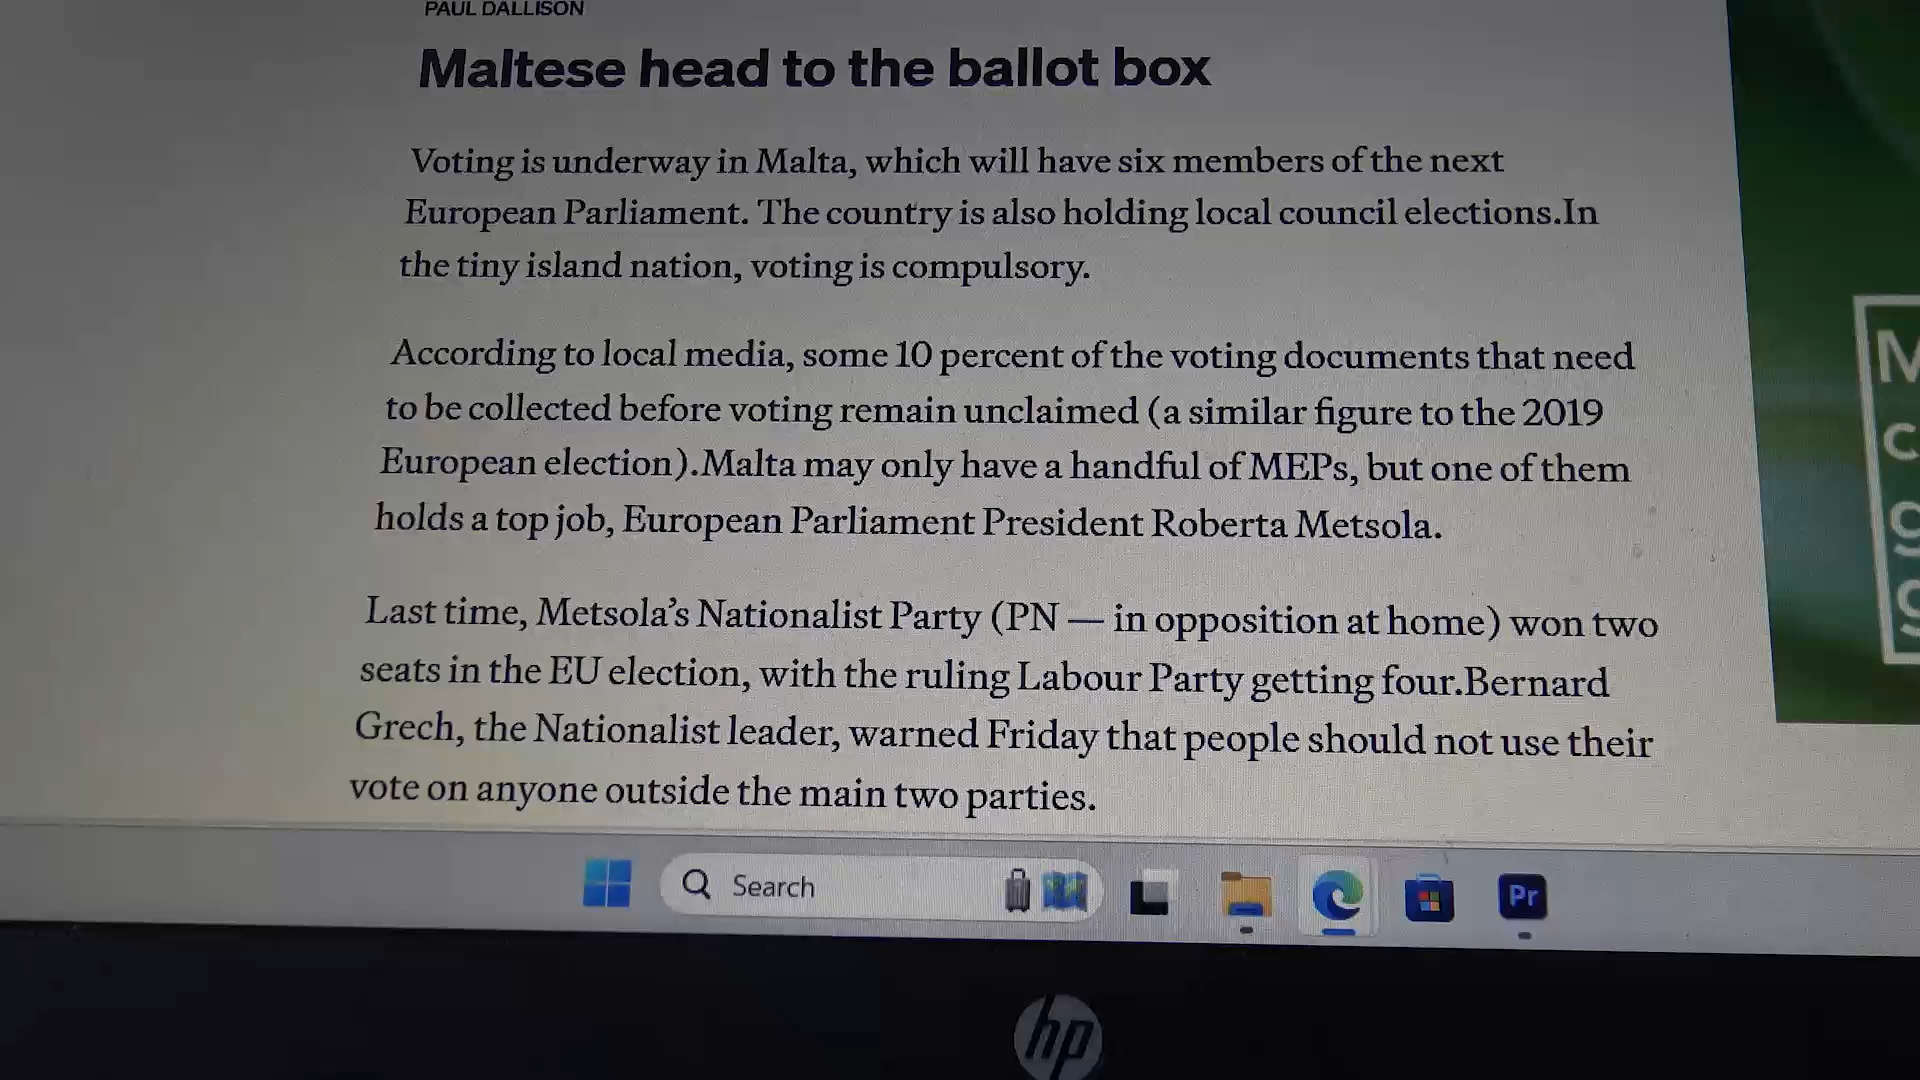 PAUL DALLISON
Maltese head to the ballot box
Voting is underway in Malta, which will have six members of the next
European Parliament. The country is also holding local council elections.In
the tiny island nation, voting is compulsory.
According to local media, some 10 percent of the voting documents that need
to be collected before voting remain unclaimed (a similar figure to the 2019
European election).Malta may only have a handful of MEPs, but one of them
holds a top job, European Parliament President Roberta Metsola.
Last time, Metsola’s Nationalist Party (PN — in opposition at home) won two
seats in the EU election, with the ruling Labour Party getting four.Bernard
Grech, the Nationalist leader, warned Friday that people should not use their
vote on anyone outside the main two parties.
Search
Pr
hp